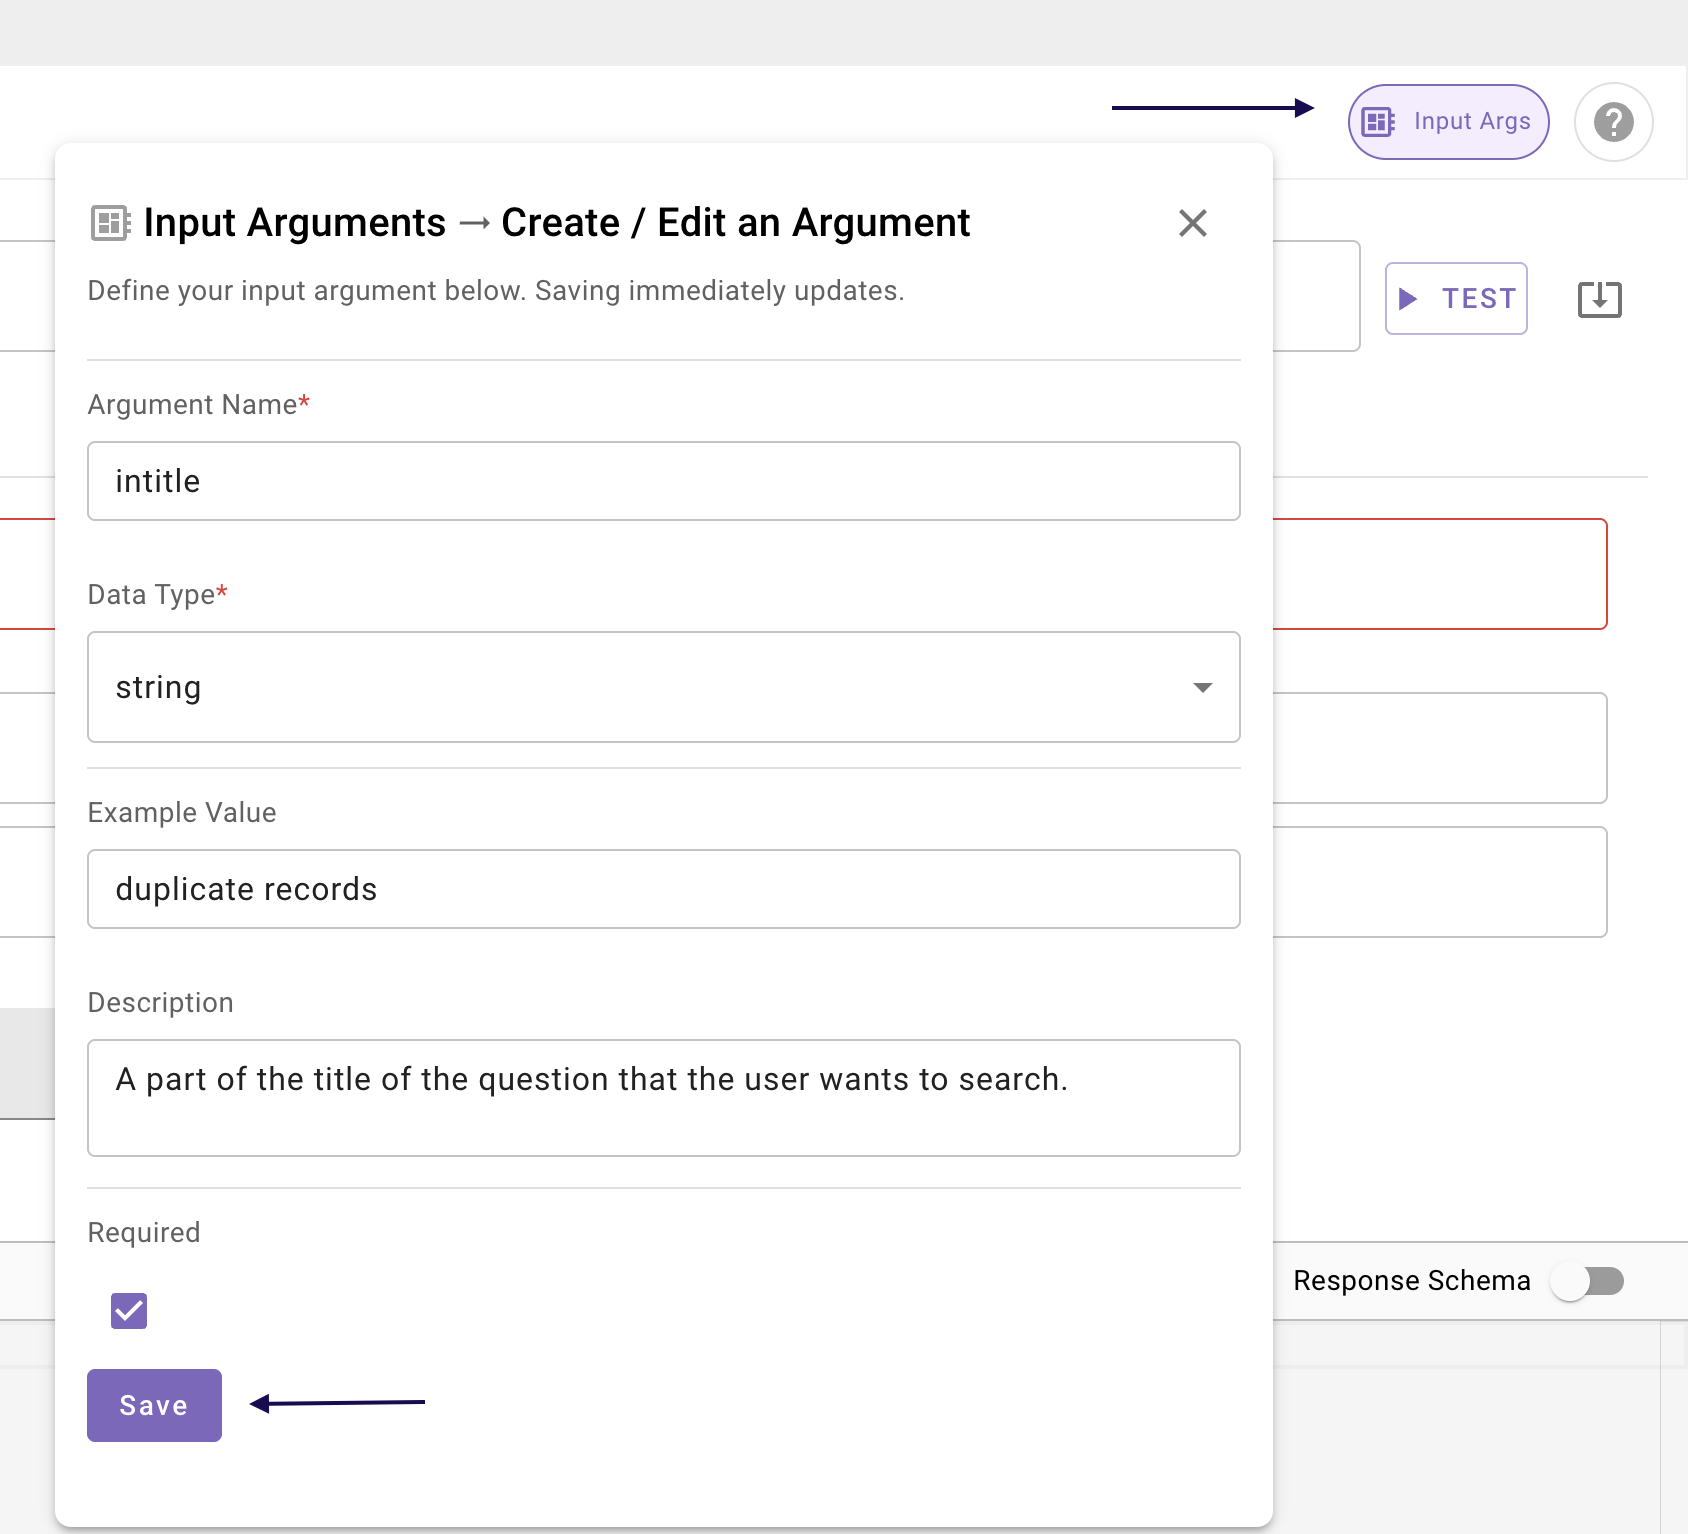 Input Args
Input Arguments → Create / Edit an Argument
Define your input argument below. Saving immediately updates.
TEST
Argument Name*
intitle
Data Type*
string
Example Value
duplicate records
Description
A part of the title of the question that the user wants to search.
Required
Response Schema
Save